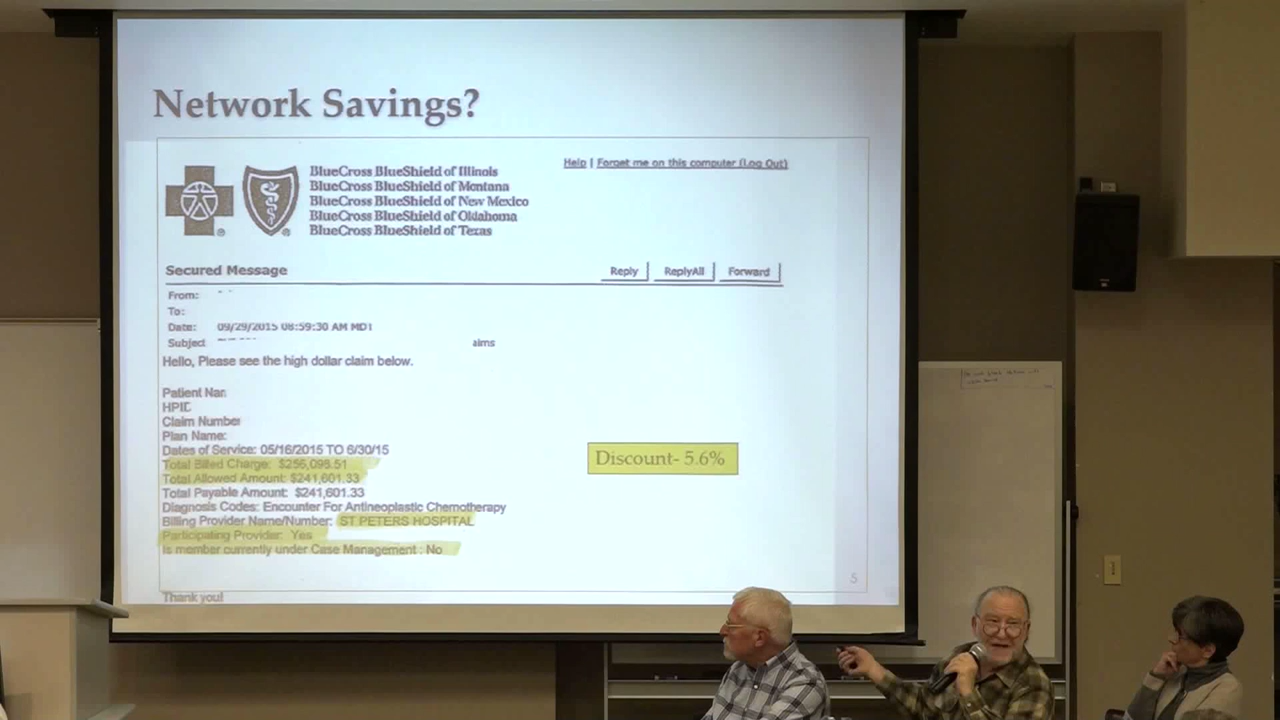 Network Savings?
BlueCross BlueShield of Illinois
BlueCross BlueShield of Montana
BlueCross BlueShield of New Mexico
BlueCross BlueShield of Oklahoma
BlueCross BlueShield of Texas
Help | Forget me on this computer (Log Out)
Secured Message
Reply ReplyAll Forward
From:
To:
Date: 09/29/2015 08:59:30 AM MDT
Subject aims
Hello, Please see the high dollar claim below.
Patient Nar
HPID
Claim Number
Plan Name:
Dates of Service: 05/16/2015 TO 6/30/15
Total Billed Charge: $256,098.51
Total Allowed Amount: $241,601.33
Total Payable Amount: $241,601.33
Diagnosis Codes: Encounter For Antineoplastic Chemotherapy
Billing Provider Name/Number: ST PETERS HOSPITAL
Participating Provider: Yes
Is member currently under Case Management : No
Thank you!
Discount- 5.6%
5